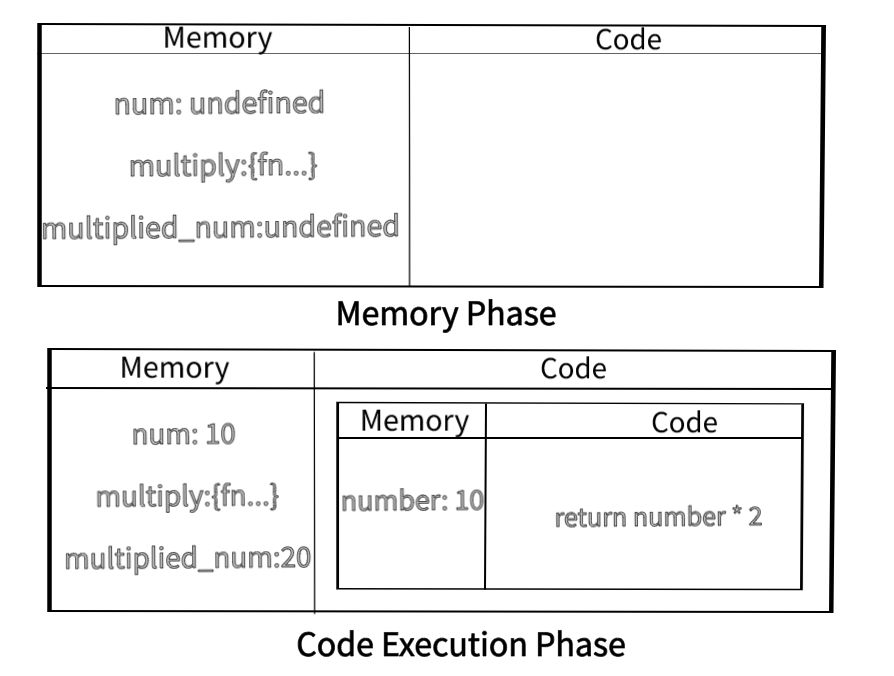 Memory Code
num: undefined
multiply:{fn...}
multiplied_num:undefined
Memory Phase
Memory Code
num: 10
multiply:{fn...}
multiplied_num:20
Memory Code
number: 10
return number * 2
Code Execution Phase